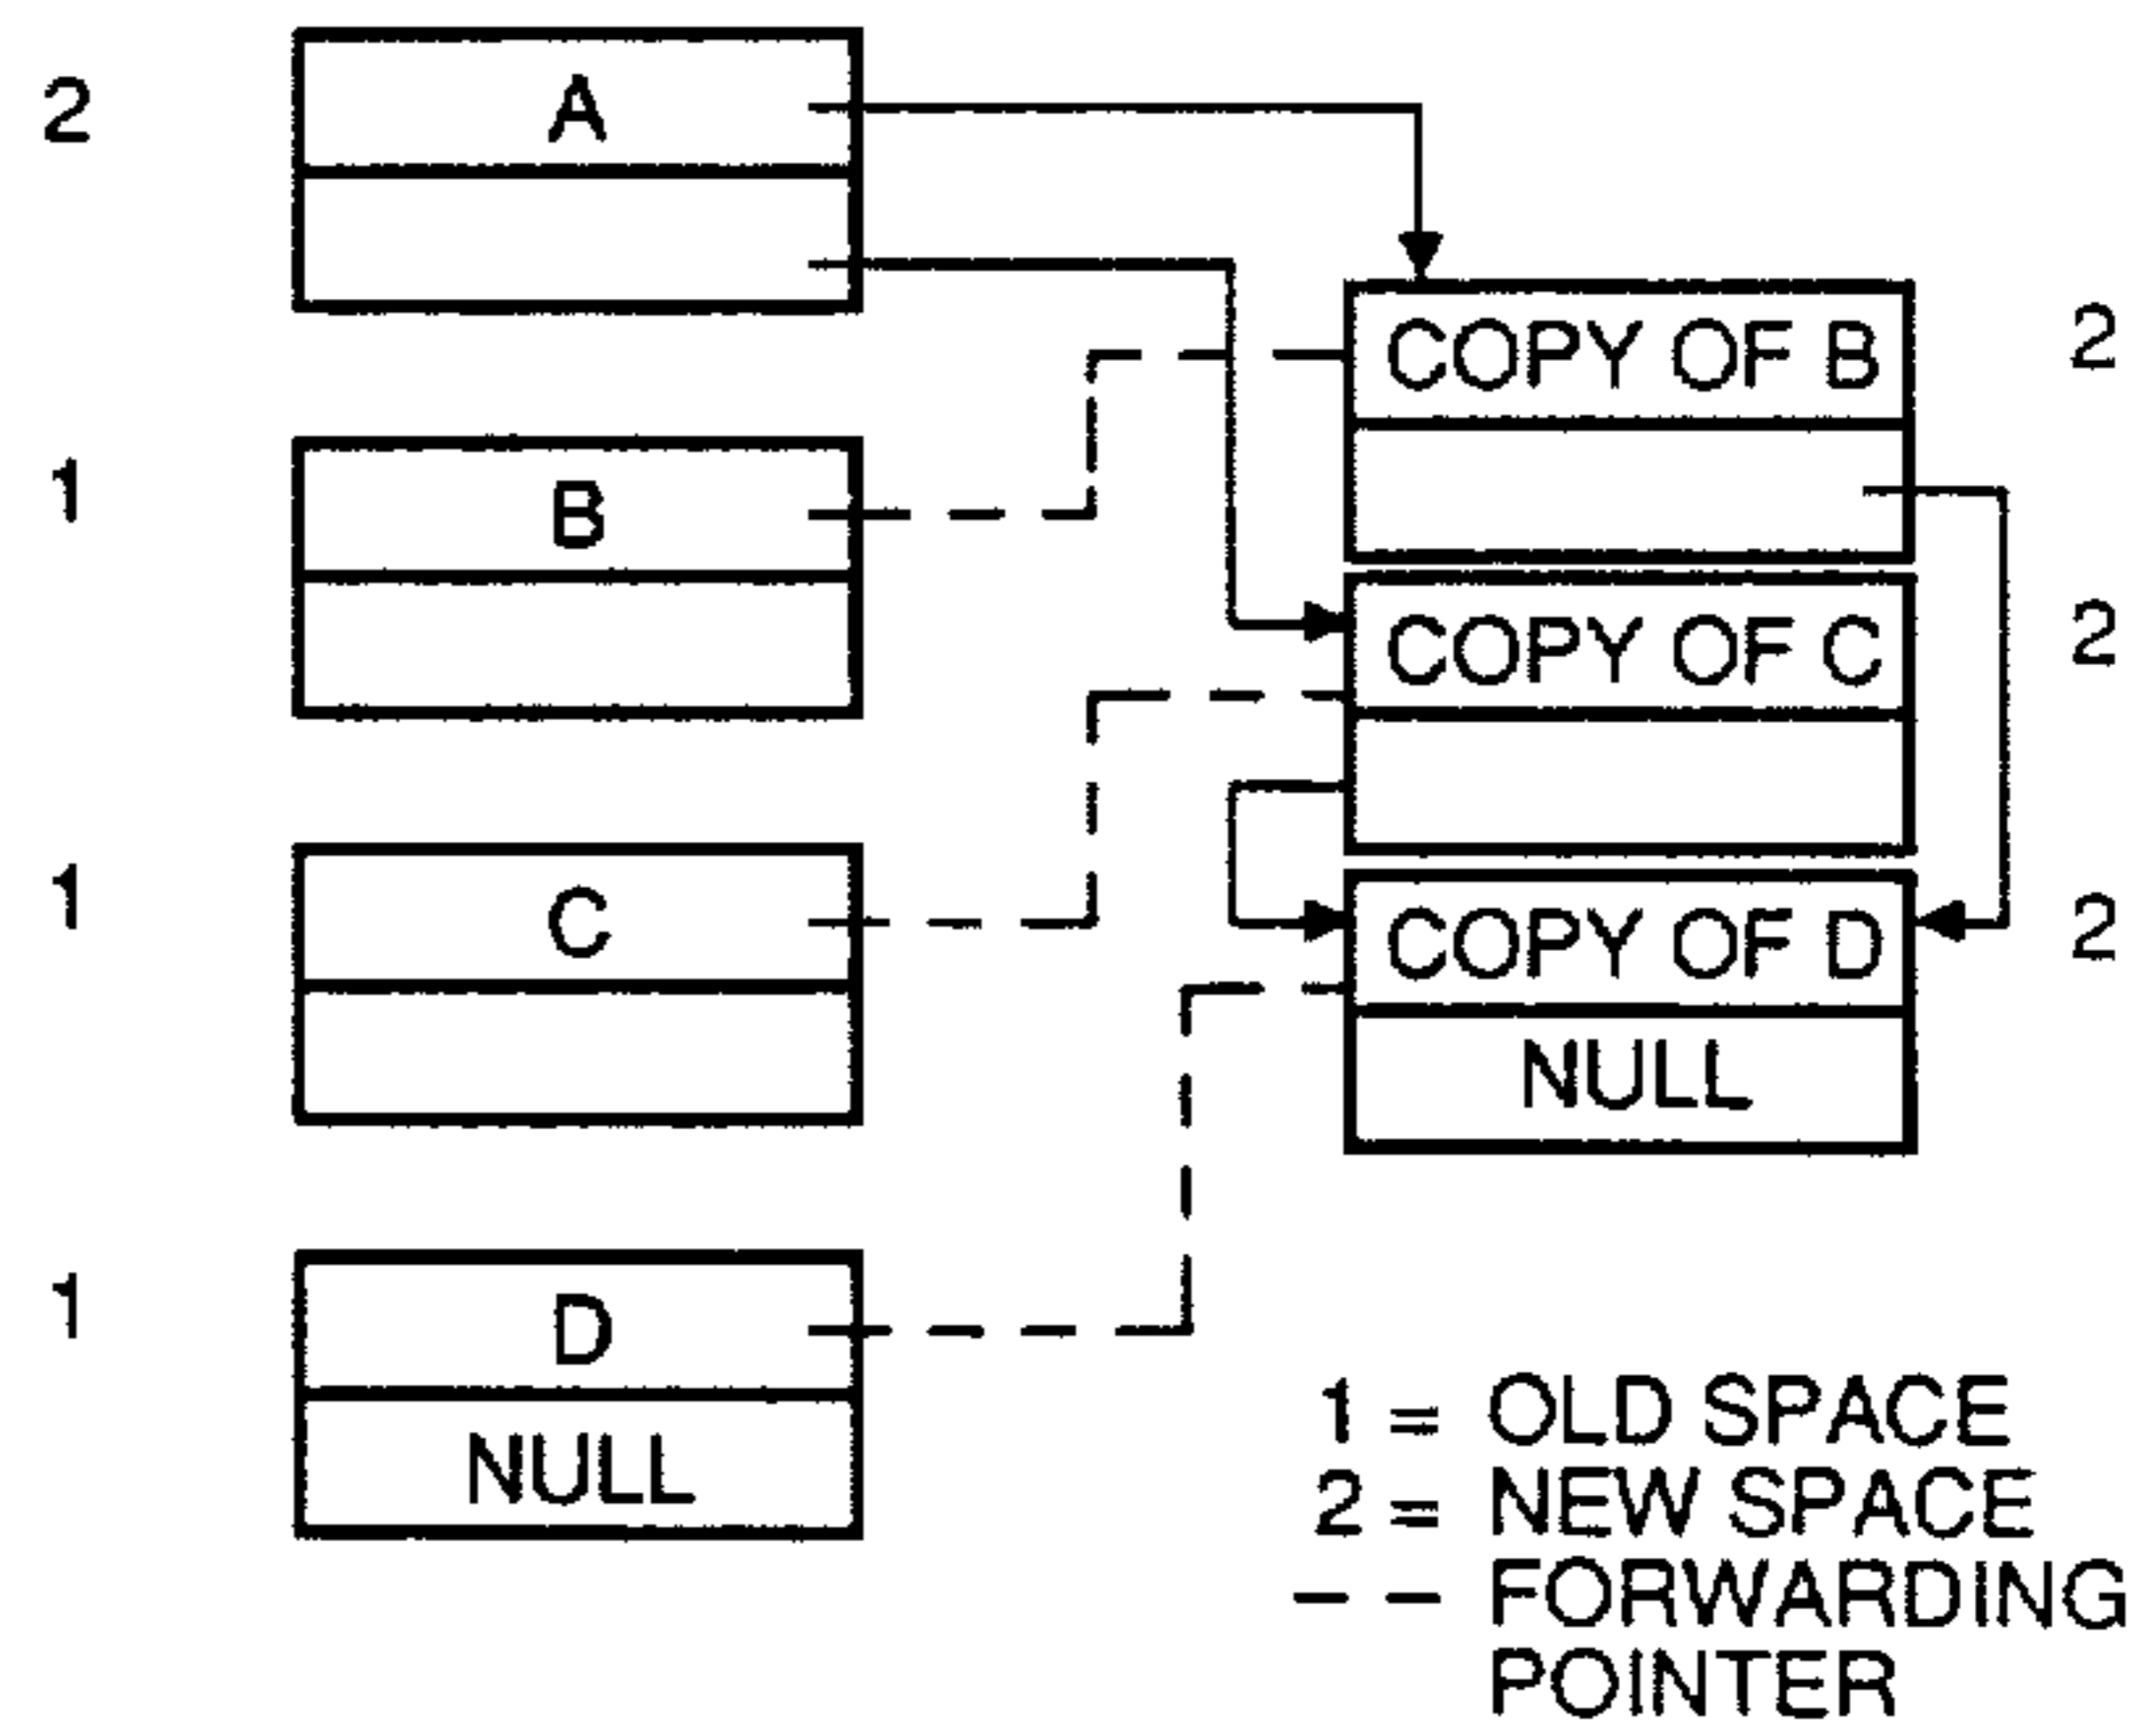 2 A
COPY OF B 2
1 B
COPY OF C 2
1 C
COPY OF D 2
NULL
1 D
NULL
1 = OLD SPACE
2 = NEW SPACE
-- FORWARDING
POINTER